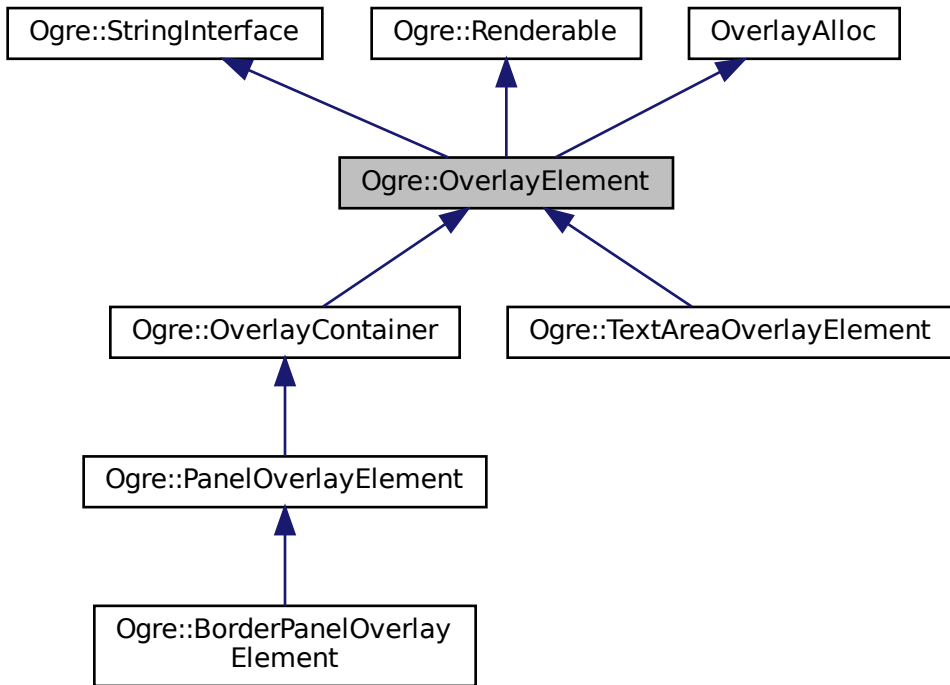 Ogre::StringInterface
Ogre::Renderable
OverlayAlloc
Ogre::OverlayElement
Ogre::OverlayContainer
Ogre::TextAreaOverlayElement
Ogre::PanelOverlayElement
Ogre::BorderPanelOverlay
Element